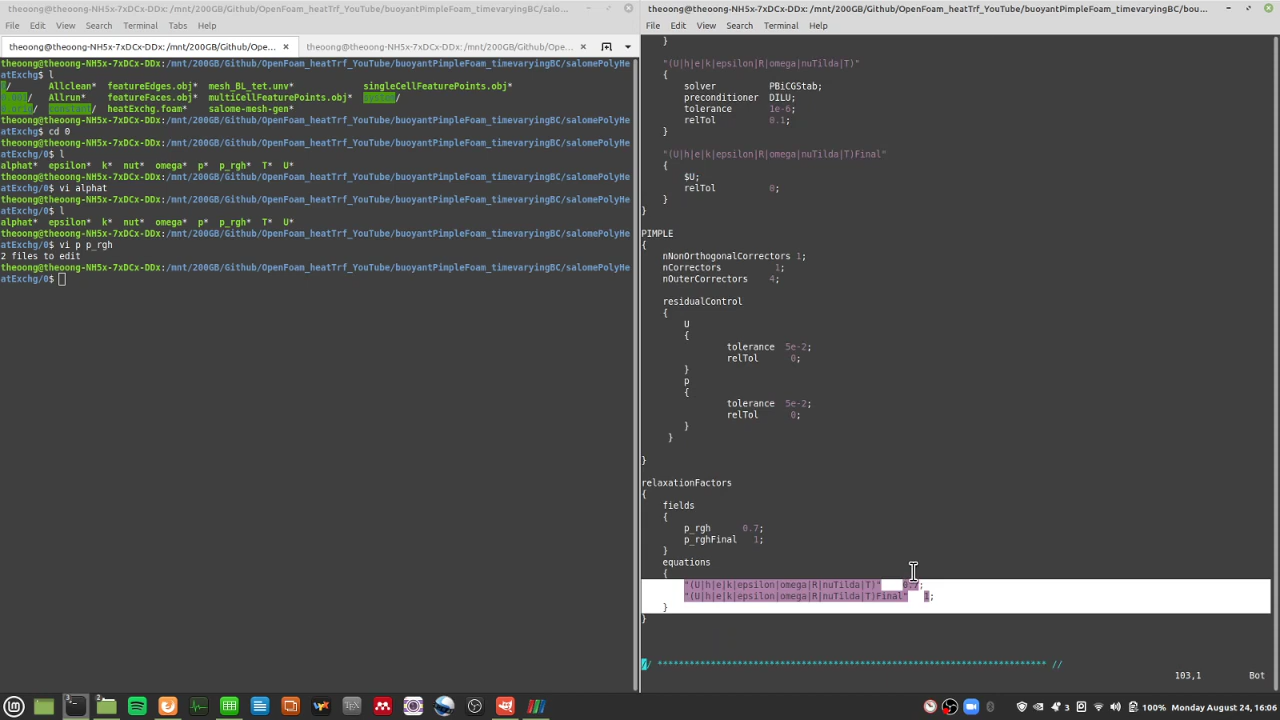 theoong@theoong-NH5x-7xDCx-DDx: /mnt/200GB/Github/OpenFoam_heatTrf_YouTube/buoyantPimpleFoam_timevaryingBC/salo...
File Edit View Search Terminal Tabs Help
theoong@theoong-NH5x-7xDCx-DDx: /mnt/200GB/Github/Ope... × theoong@theoong-NH5x-7xDCx-DDx: /mnt/200GB/Github/Op... ×
theoong@theoong-NH5x-7xDCx-DDx:/mnt/200GB/Github/OpenFoam_heatTrf_YouTube/buoyantPimpleFoam_timevaryingBC/salomePolyHe
atExchg$ l
/ Allclean* featureEdges.obj* mesh_BL_tet.unv* singleCellFeaturePoints.obj*
Allrun* featureFaces.obj* multiCellFeaturePoints.obj* system/
/ constant/ heatExchg.foam* salome-mesh-gen*
theoong@theoong-NH5x-7xDCx-DDx:/mnt/200GB/Github/OpenFoam_heatTrf_YouTube/buoyantPimpleFoam_timevaryingBC/salomePolyHe
atExchg$ cd 0
theoong@theoong-NH5x-7xDCx-DDx:/mnt/200GB/Github/OpenFoam_heatTrf_YouTube/buoyantPimpleFoam_timevaryingBC/salomePolyHe
atExchg/0$ l
alphat* epsilon* k* nut* omega* p* p_rgh* T* U*
theoong@theoong-NH5x-7xDCx-DDx:/mnt/200GB/Github/OpenFoam_heatTrf_YouTube/buoyantPimpleFoam_timevaryingBC/salomePolyHe
atExchg/0$ vi alphat
theoong@theoong-NH5x-7xDCx-DDx:/mnt/200GB/Github/OpenFoam_heatTrf_YouTube/buoyantPimpleFoam_timevaryingBC/salomePolyHe
atExchg/0$ l
alphat* epsilon* k* nut* omega* p* p_rgh* T* U*
theoong@theoong-NH5x-7xDCx-DDx:/mnt/200GB/Github/OpenFoam_heatTrf_YouTube/buoyantPimpleFoam_timevaryingBC/salomePolyHe
atExchg/0$ vi p p_rgh
2 files to edit
theoong@theoong-NH5x-7xDCx-DDx:/mnt/200GB/Github/OpenFoam_heatTrf_YouTube/buoyantPimpleFoam_timevaryingBC/salomePolyHe
atExchg/0$
theoong@theoong-NH5x-7xDCx-DDx: /mnt/200GB/Github/OpenFoam_heatTrf_YouTube/buoyantPimpleFoam_timevaryingBC/bou...
File Edit View Search Terminal Help
}
"(U|h|e|k|epsilon|R|omega|nuTilda|T)"
{
solver PBiCGStab;
preconditioner DILU;
tolerance 1e-6;
relTol 0.1;
}
"(U|h|e|k|epsilon|R|omega|nuTilda|T)Final"
{
$U;
relTol 0;
}
}
PIMPLE
{
nNonOrthogonalCorrectors 1;
nCorrectors 1;
nOuterCorrectors 4;
residualControl
{
U
{
tolerance 5e-2;
relTol 0;
}
p
{
tolerance 5e-2;
relTol 0;
}
}
}
relaxationFactors
{
fields
{
p_rgh 0.7;
p_rghFinal 1;
}
equations
{
"(U|h|e|k|epsilon|omega|R|nuTilda|T)" 0.7;
"(U|h|e|k|epsilon|omega|R|nuTilda|T)Final" 1;
}
}
// ************************************************************************* //
103,1 Bot
100% Monday August 24, 16:06